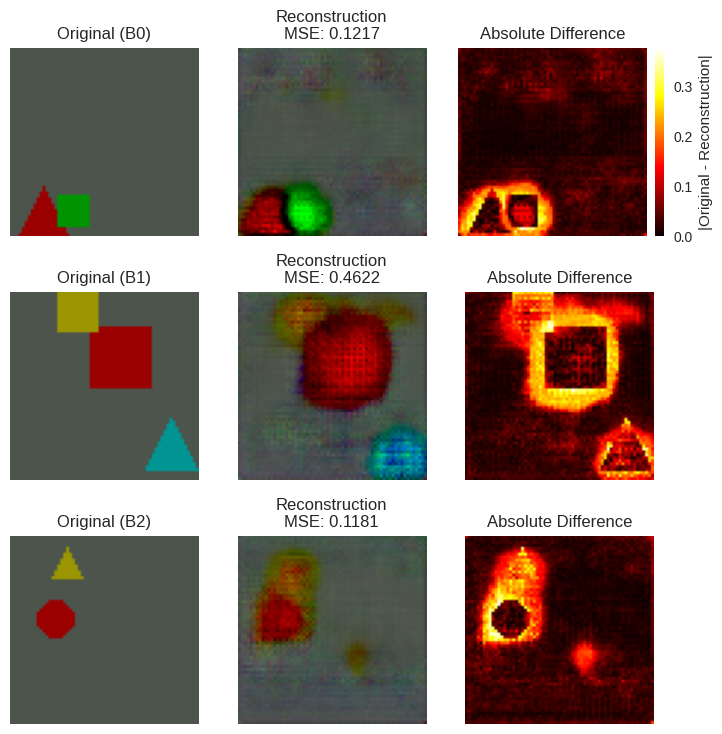 Original (B0)
Reconstruction
MSE: 0.1217
Absolute Difference
0.3
0.2
0.1
0.0
|Original - Reconstruction|
Original (B1)
Reconstruction
MSE: 0.4622
Absolute Difference
Original (B2)
Reconstruction
MSE: 0.1181
Absolute Difference